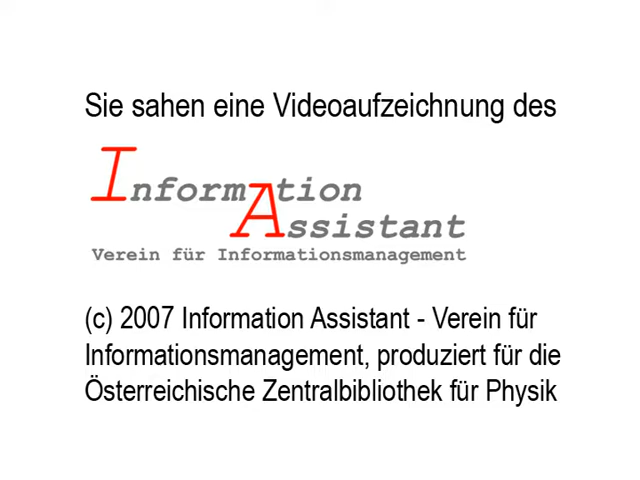 Sie sahen eine Videoaufzeichnung des
Information
Assistant
Verein für Informationsmanagement
(c) 2007 Information Assistant - Verein für
Informationsmanagement, produziert für die
Österreichische Zentralbibliothek für Physik